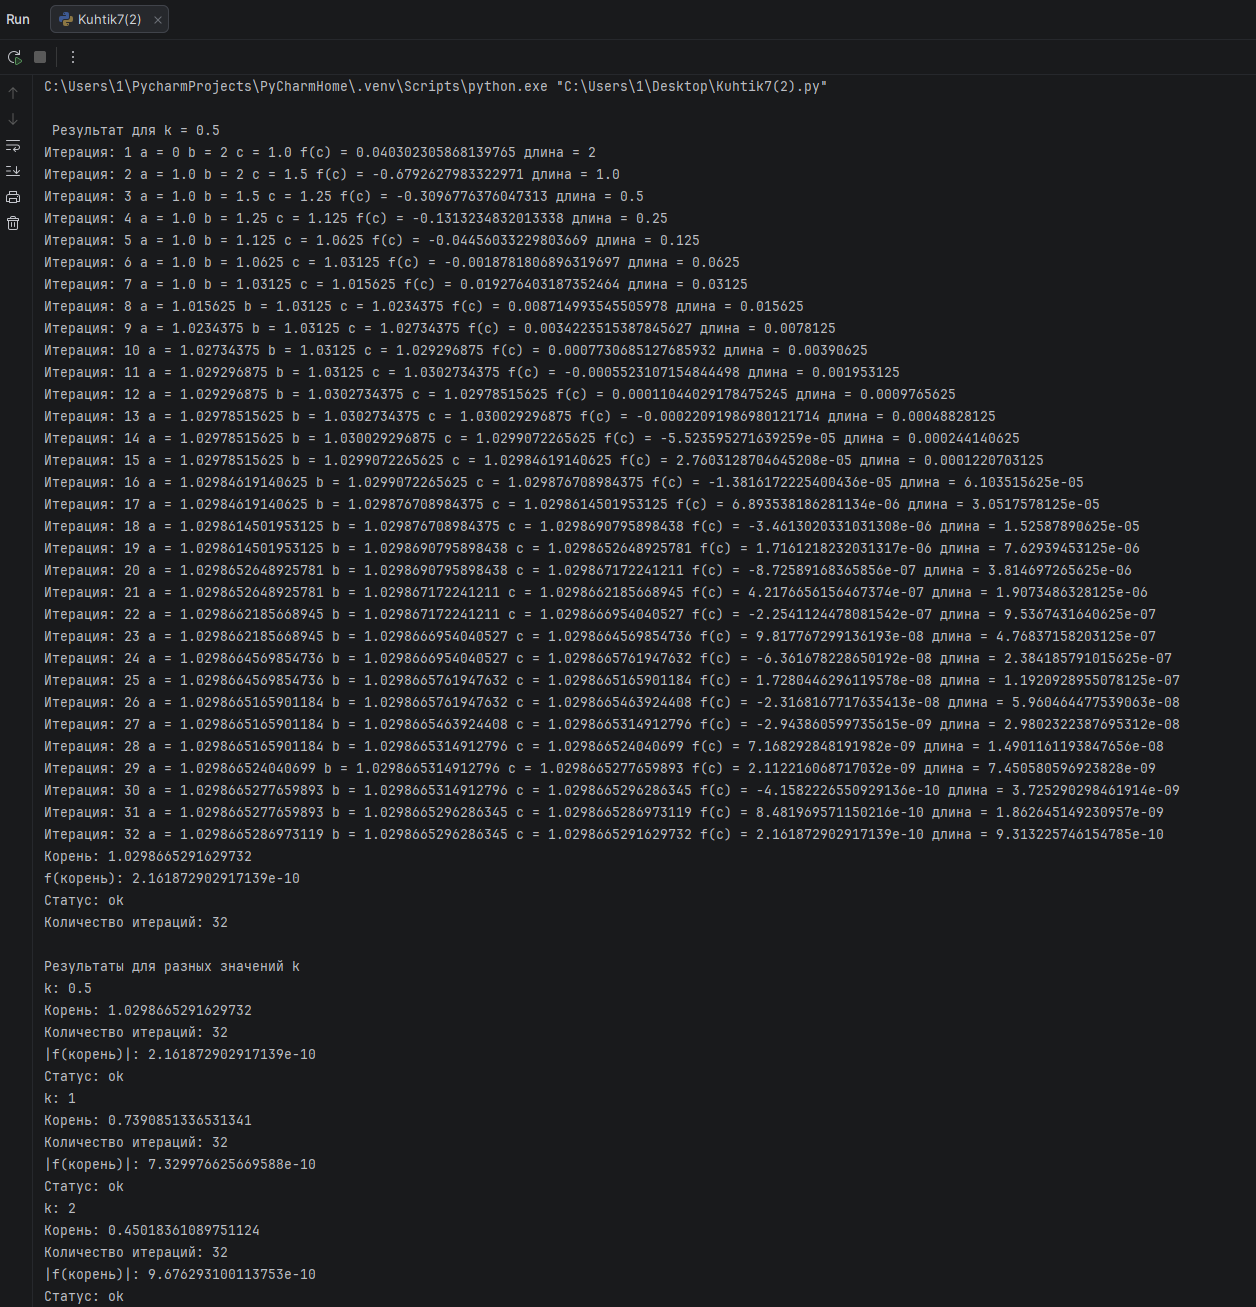 Run
Kuhtik7(2)
C:\Users\1\PycharmProjects\PyCharmHome\.venv\Scripts\python.exe "C:\Users\1\Desktop\Kuhtik7(2).py"
Результат для k = 0.5
Итерация: 1 a = 0 b = 2 c = 1.0 f(c) = 0.040302305868139765 длина = 2
Итерация: 2 a = 1.0 b = 2 c = 1.5 f(c) = -0.6792627983322971 длина = 1.0
Итерация: 3 a = 1.0 b = 1.5 c = 1.25 f(c) = -0.3096776376047313 длина = 0.5
Итерация: 4 a = 1.0 b = 1.25 c = 1.125 f(c) = -0.1313234832013338 длина = 0.25
Итерация: 5 a = 1.0 b = 1.125 c = 1.0625 f(c) = -0.04456033229803669 длина = 0.125
Итерация: 6 a = 1.0 b = 1.0625 c = 1.03125 f(c) = -0.0018781806896319697 длина = 0.0625
Итерация: 7 a = 1.0 b = 1.03125 c = 1.015625 f(c) = 0.019276403187352464 длина = 0.03125
Итерация: 8 a = 1.015625 b = 1.03125 c = 1.0234375 f(c) = 0.008714993545505978 длина = 0.015625
Итерация: 9 a = 1.0234375 b = 1.03125 c = 1.02734375 f(c) = 0.0034223515387845627 длина = 0.0078125
Итерация: 10 a = 1.02734375 b = 1.03125 c = 1.029296875 f(c) = 0.0007730685127685932 длина = 0.00390625
Итерация: 11 a = 1.029296875 b = 1.03125 c = 1.0302734375 f(c) = -0.0005523107154844498 длина = 0.001953125
Итерация: 12 a = 1.029296875 b = 1.0302734375 c = 1.02978515625 f(c) = 0.00011044029178475245 длина = 0.0009765625
Итерация: 13 a = 1.02978515625 b = 1.0302734375 c = 1.030029296875 f(c) = -0.00022091986980121714 длина = 0.00048828125
Итерация: 14 a = 1.02978515625 b = 1.030029296875 c = 1.0299072265625 f(c) = -5.523595271639259e-05 длина = 0.000244140625
Итерация: 15 a = 1.02978515625 b = 1.0299072265625 c = 1.02984619140625 f(c) = 2.7603128704645208e-05 длина = 0.0001220703125
Итерация: 16 a = 1.02984619140625 b = 1.0299072265625 c = 1.029876708984375 f(c) = -1.3816172225400436e-05 длина = 6.103515625e-05
Итерация: 17 a = 1.02984619140625 b = 1.029876708984375 c = 1.0298614501953125 f(c) = 6.893538186281134e-06 длина = 3.0517578125e-05
Итерация: 18 a = 1.0298614501953125 b = 1.029876708984375 c = 1.0298690795898438 f(c) = -3.4613020331031308e-06 длина = 1.52587890625e-05
Итерация: 19 a = 1.0298614501953125 b = 1.0298690795898438 c = 1.0298652648925781 f(c) = 1.7161218232031317e-06 длина = 7.62939453125e-06
Итерация: 20 a = 1.0298652648925781 b = 1.0298690795898438 c = 1.029867172241211 f(c) = -8.72589168365856e-07 длина = 3.814697265625e-06
Итерация: 21 a = 1.0298652648925781 b = 1.029867172241211 c = 1.0298662185668945 f(c) = 4.2176656156467374e-07 длина = 1.9073486328125e-06
Итерация: 22 a = 1.0298662185668945 b = 1.029867172241211 c = 1.0298666954040527 f(c) = -2.2541124478081542e-07 длина = 9.5367431640625e-07
Итерация: 23 a = 1.0298662185668945 b = 1.0298666954040527 c = 1.0298664569854736 f(c) = 9.817767299136193e-08 длина = 4.76837158203125e-07
Итерация: 24 a = 1.0298664569854736 b = 1.0298666954040527 c = 1.0298665761947632 f(c) = -6.361678228650192e-08 длина = 2.384185791015625e-07
Итерация: 25 a = 1.0298664569854736 b = 1.0298665761947632 c = 1.0298665165901184 f(c) = 1.7280446296119578e-08 длина = 1.1920928955078125e-07
Итерация: 26 a = 1.0298665165901184 b = 1.0298665761947632 c = 1.0298665463924408 f(c) = -2.3168167717635413e-08 длина = 5.960464477539063e-08
Итерация: 27 a = 1.0298665165901184 b = 1.0298665463924408 c = 1.0298665314912796 f(c) = -2.943860599735615e-09 длина = 2.9802322387695312e-08
Итерация: 28 a = 1.0298665165901184 b = 1.0298665314912796 c = 1.029866524040699 f(c) = 7.168292848191982e-09 длина = 1.4901161193847656e-08
Итерация: 29 a = 1.029866524040699 b = 1.0298665314912796 c = 1.0298665277659893 f(c) = 2.112216068717032e-09 длина = 7.450580596923828e-09
Итерация: 30 a = 1.0298665277659893 b = 1.0298665314912796 c = 1.0298665296286345 f(c) = -4.1582226550929136e-10 длина = 3.725290298461914e-09
Итерация: 31 a = 1.0298665277659893 b = 1.0298665296286345 c = 1.0298665286973119 f(c) = 8.481969571150216e-10 длина = 1.862645149230957e-09
Итерация: 32 a = 1.0298665286973119 b = 1.0298665296286345 c = 1.0298665291629732 f(c) = 2.161872902917139e-10 длина = 9.313225746154785e-10
Корень: 1.0298665291629732
f(корень): 2.161872902917139e-10
Статус: ok
Количество итераций: 32
Результаты для разных значений k
k: 0.5
Корень: 1.0298665291629732
Количество итераций: 32
|f(корень)|: 2.161872902917139e-10
Статус: ok
k: 1
Корень: 0.7390851336531341
Количество итераций: 32
|f(корень)|: 7.329976625669588e-10
Статус: ok
k: 2
Корень: 0.45018361089751124
Количество итераций: 32
|f(корень)|: 9.676293100113753e-10
Статус: ok